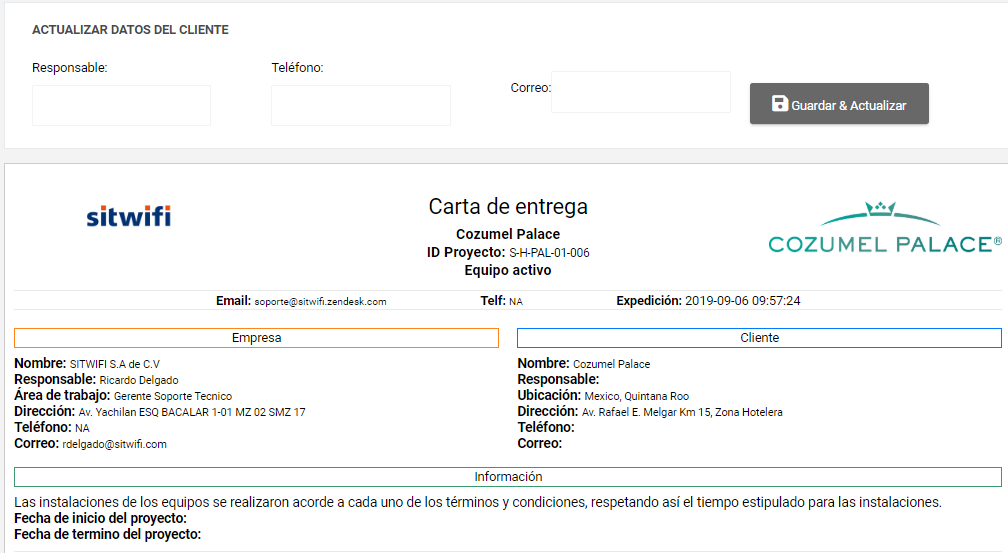 ACTUALIZAR DATOS DEL CLIENTE
Responsable:
Teléfono:
Correo:
Guardar & Actualizar
sitwifi
Carta de entrega
COZUMEL PALACE®
Cozumel Palace
ID Proyecto: S-H-PAL-01-006
Equipo activo
Email: soporte@sitwifi.zendesk.com Telf: NA Expedición: 2019-09-06 09:57:24
Empresa
Nombre: SITWIFI S.A de C.V
Responsable: Ricardo Delgado
Área de trabajo: Gerente Soporte Tecnico
Dirección: Av. Yachilan ESQ BACALAR 1-01 MZ 02 SMZ 17
Teléfono: NA
Correo: rdelgado@sitwifi.com
Cliente
Nombre: Cozumel Palace
Responsable:
Ubicación: Mexico, Quintana Roo
Dirección: Av. Rafael E. Melgar Km 15, Zona Hotelera
Teléfono:
Correo:
Información
Las instalaciones de los equipos se realizaron acorde a cada uno de los términos y condiciones, respetando así el tiempo estipulado para las instalaciones.
Fecha de inicio del proyecto:
Fecha de termino del proyecto: